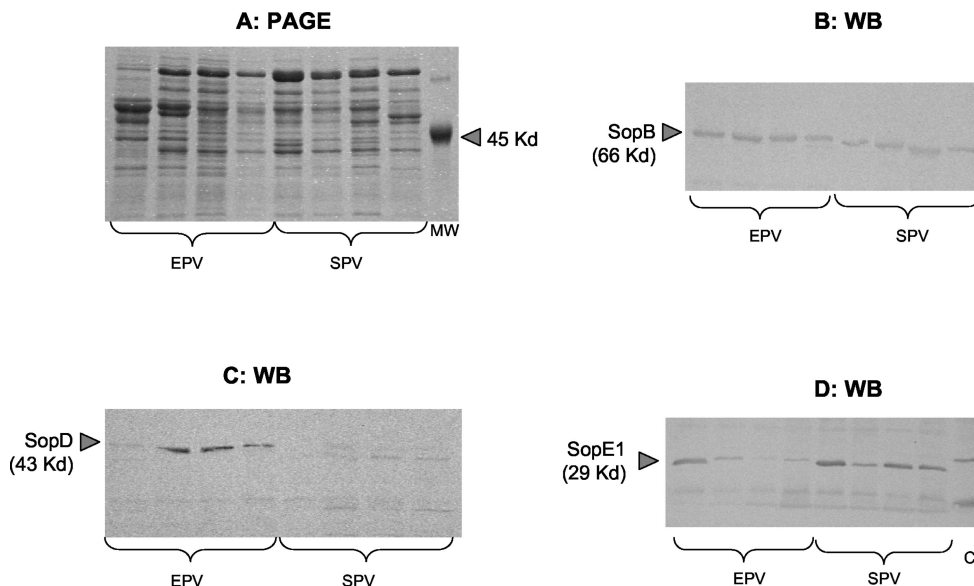 A: PAGE
45 Kd
MW
EPV
SPV
B: WB
SopB
(66 Kd)
EPV
SPV
C: WB
SopD
(43 Kd)
EPV
SPV
D: WB
SopE1
(29 Kd)
EPV
SPV
C